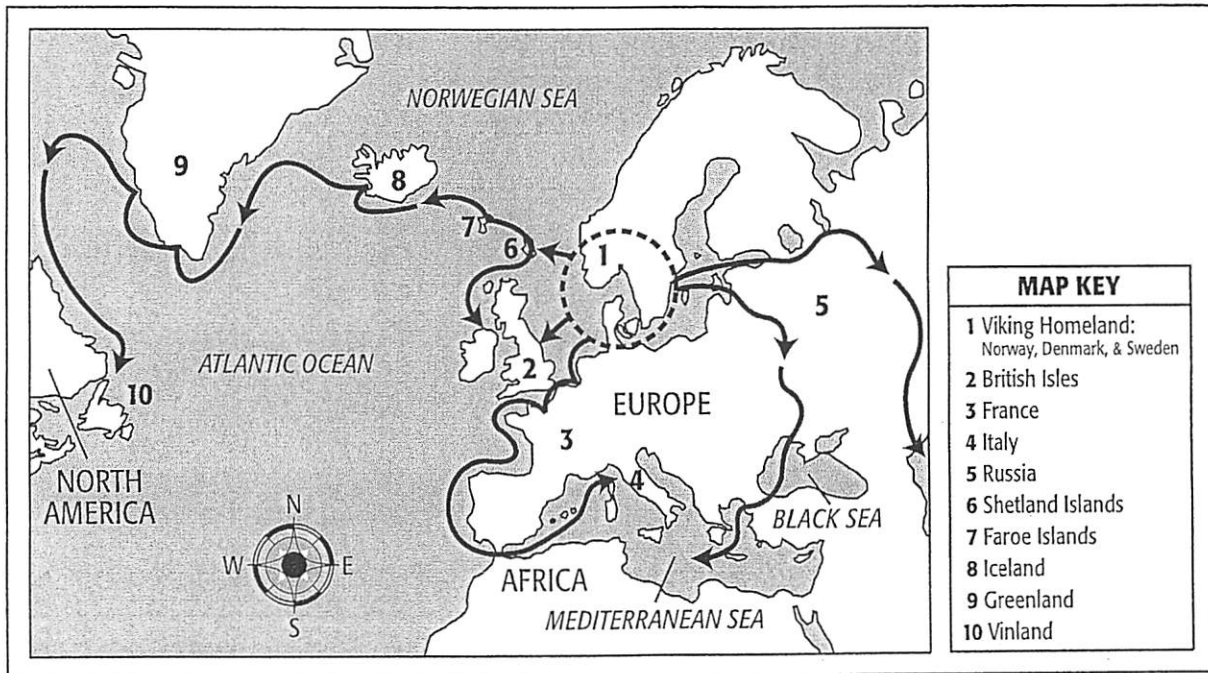 NORWEGIAN SEA
9
8
7
6
1
5
ATLANTIC OCEAN
2
10
EUROPE
3
NORTH
AMERICA
4
BLACK SEA
N
W
E
S
AFRICA
MEDITERRANEAN SEA
MAP KEY
1 Viking Homeland:
Norway, Denmark, & Sweden
2 British Isles
3 France
4 Italy
5 Russia
6 Shetland Islands
7 Faroe Islands
8 Iceland
9 Greenland
10 Vinland